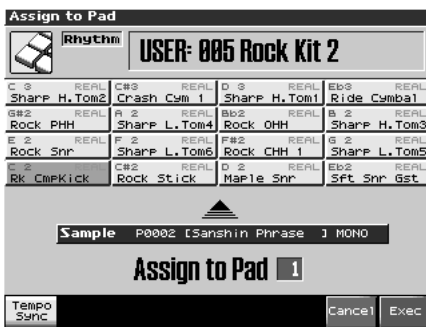 Assign to Pad
Rhythm
USER: 005 Rock Kit 2
C 3 REAL C#3 REAL D 3 REAL Eb3 REAL
Sharp H.Tom2 Crash Cym 1 Sharp H.Tom1 Ride Cymbal
G#2 REAL A 2 REAL Bb2 REAL B 2 REAL
Rock PHH Sharp L.Tom4 Rock OHH Sharp H.Tom3
E 2 REAL F 2 REAL F#2 REAL G 2 REAL
Rock Snr Sharp L.Tom6 Rock CHH 1 Sharp L.Tom5
C 2 REAL C#2 REAL D 2 REAL Eb2 REAL
Rk CmpKick Rock Stick Maple Snr Sft Snr Gst
Sample P0002 [Sanshin Phrase ] MONO
Assign to Pad 1
Tempo
Sync
Cancel Exec